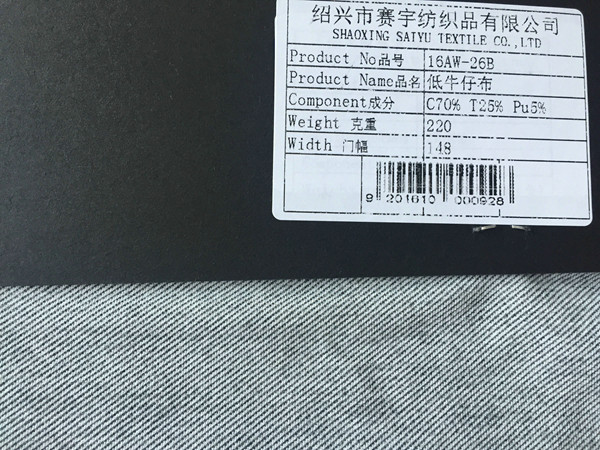 绍兴市赛宇纺织品有限公司
SHAOXING SAIYU TEXTILE CO.,LTD
Product No品号 16AW-26B
Product Name品名 低牛仔布
Component成分 C70% T25% Pu5%
Weight 克重 220
Width 门幅 148
9 201610 000928